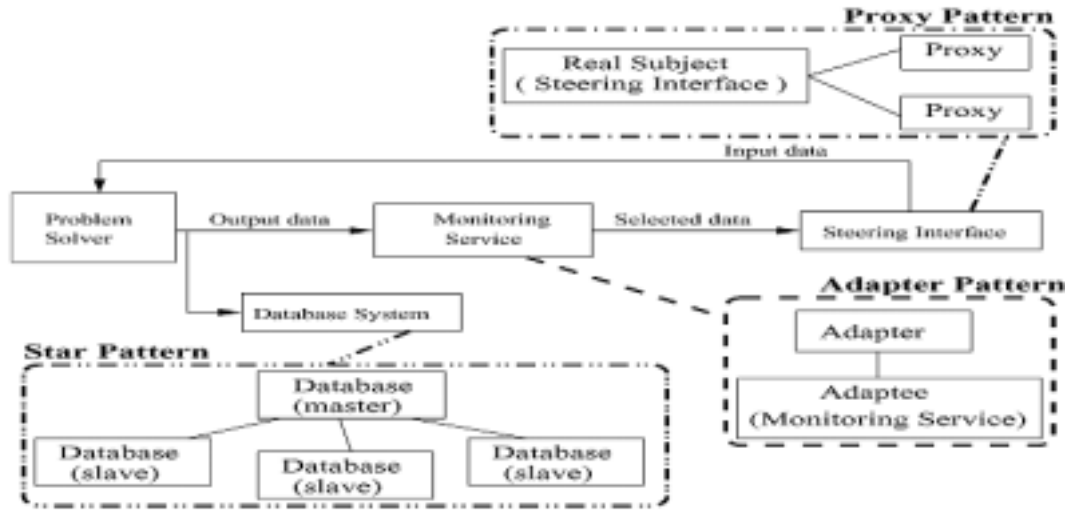 Proxy Pattern
Real Subject
( Steering Interface )
Proxy
Proxy
Input data
Problem
Solver
Output data
Monitoring
Service
Selected data
Steering Interface
Database System
Adapter Pattern
Adapter
Adaptee
(Monitoring Service)
Star Pattern
Database
(master)
Database
(slave)
Database
(slave)
Database
(slave)